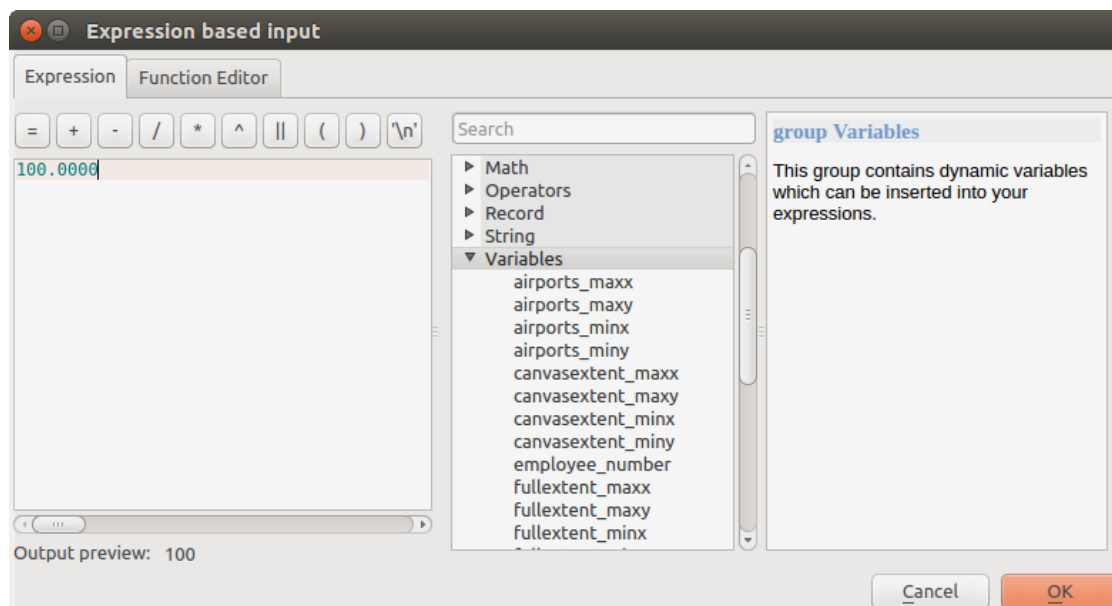 Expression based input
Expression
Function Editor
= + - / * ^ || ( ) '\n'
100.0000
Output preview: 100
Search
Math
Operators
Record
String
Variables
airports_maxx
airports_maxy
airports_minx
airports_miny
canvasextent_maxx
canvasextent_maxy
canvasextent_minx
canvasextent_miny
employee_number
fullextent_maxx
fullextent_maxy
fullextent_minx
group Variables
This group contains dynamic variables
which can be inserted into your
expressions.
Cancel
OK